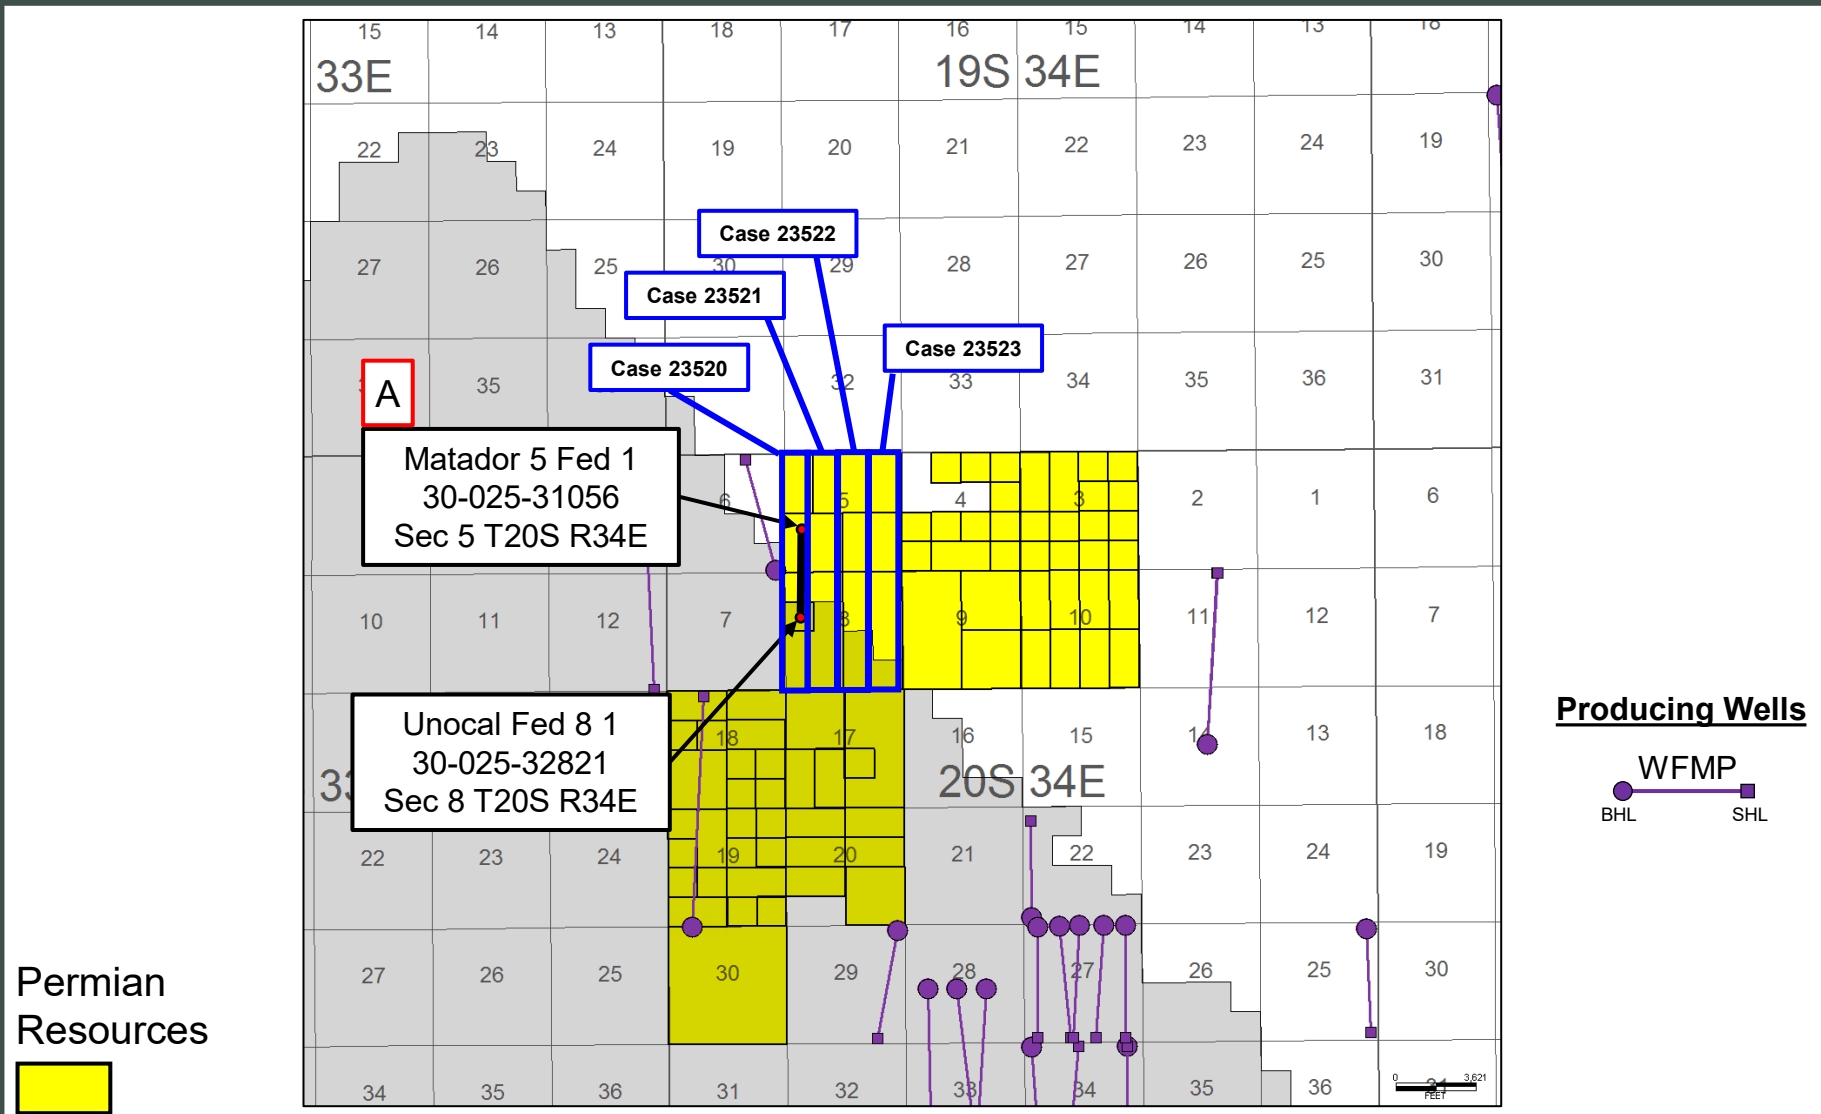 15 14 13 18 17 16 15 14 13 18
33E 19S 34E
22 23 24 19 20 21 22 23 24 19
Case 23522
27 26 25 30 29 28 27 26 25 30
Case 23521
Case 23523
Case 23520
A 35 32 33 34 35 36 31
Matador 5 Fed 1
30-025-31056
Sec 5 T20S R34E
6 5 4 3 2 1 6
10 11 12 7 8 9 10 11 12 7
Unocal Fed 8 1
30-025-32821
Sec 8 T20S R34E
18 17 16 15 14 13 18
20S 34E
22 23 24 19 20 21 22 23 24 19
27 26 25 30 29 28 27 26 25 30
34 35 36 31 32 33 34 35 36
0 3,621
FEET
Producing Wells
WFMP
BHL SHL
Permian
Resources